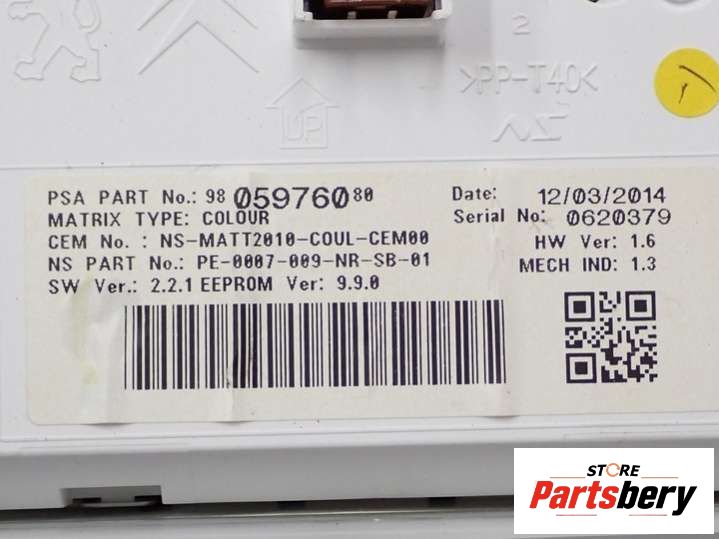 2
>PP-T40<
UP
PSA PART No.: 98 059760 80
MATRIX TYPE: COLOUR
CEM No. : NS-MATT2010-COUL-CEM00
NS PART No.: PE-0007-009-NR-SB-01
SW Ver.: 2.2.1 EEPROM Ver: 9.9.0
Date: 12/03/2014
Serial No: 0620379
HW Ver: 1.6
MECH IND: 1.3
STORE
Partsbery